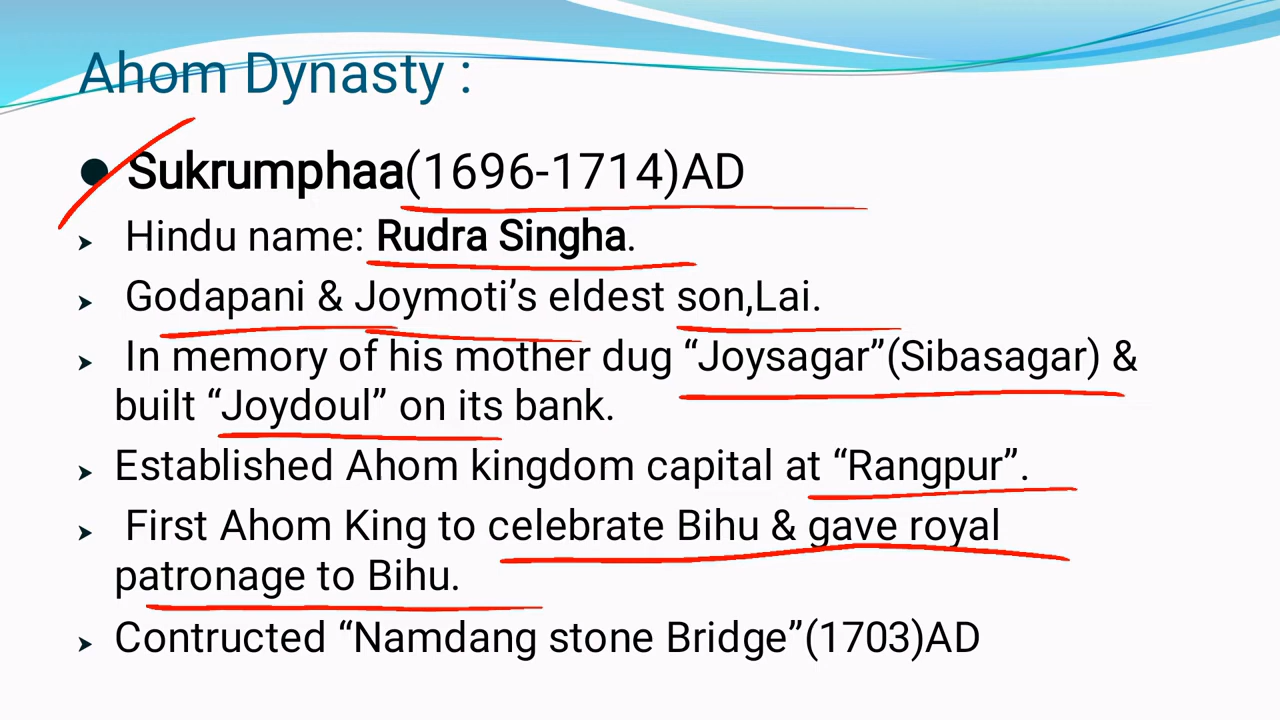 Ahom Dynasty :
● Sukrumphaa(1696-1714)AD
➤ Hindu name: Rudra Singha.
➤ Godapani & Joymoti’s eldest son,Lai.
➤ In memory of his mother dug “Joysagar”(Sibasagar) &
built “Joydoul” on its bank.
➤ Established Ahom kingdom capital at “Rangpur”.
➤ First Ahom King to celebrate Bihu & gave royal
patronage to Bihu.
➤ Contructed “Namdang stone Bridge”(1703)AD